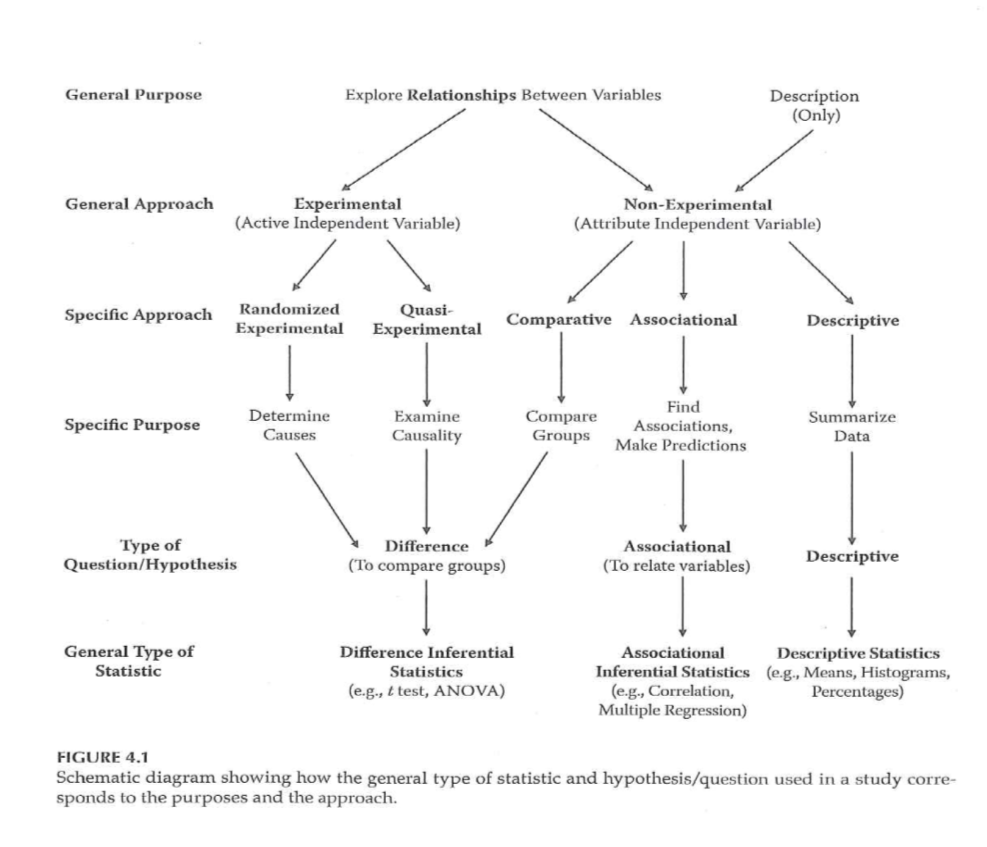 General Purpose
Explore Relationships Between Variables
Description
(Only)
General Approach
Experimental
(Active Independent Variable)
Non-Experimental
(Attribute Independent Variable)
Specific Approach
Randomized
Experimental
Quasi-
Experimental
Comparative
Associational
Descriptive
Specific Purpose
Determine
Causes
Examine
Causality
Compare
Groups
Find
Associations,
Make Predictions
Summarize
Data
Type of
Question/Hypothesis
Difference
(To compare groups)
Associational
(To relate variables)
Descriptive
General Type of
Statistic
Difference Inferential
Statistics
(e.g., t test, ANOVA)
Associational
Inferential Statistics
(e.g., Correlation,
Multiple Regression)
Descriptive Statistics
(e.g., Means, Histograms,
Percentages)
FIGURE 4.1
Schematic diagram showing how the general type of statistic and hypothesis/question used in a study corre-
sponds to the purposes and the approach.